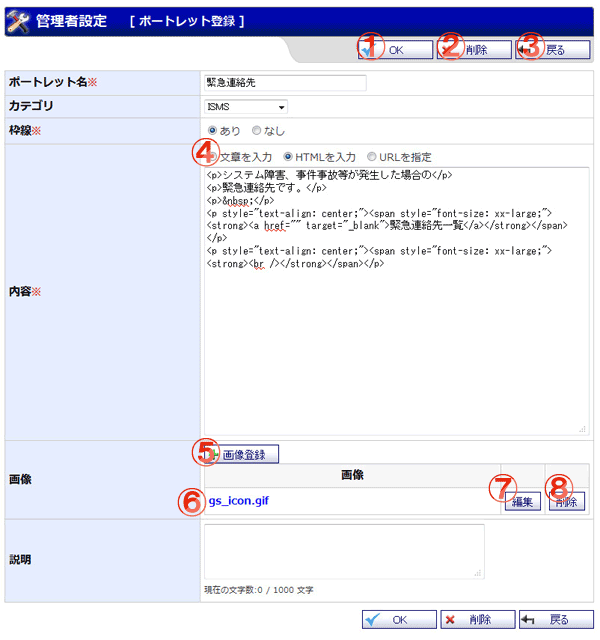 管理者設定 [ ポートレット登録 ]
① OK ② 削除 ③ 戻る
ポートレット名※ 緊急連絡先
カテゴリ ISMS
枠線※ あり なし
④ 文章を入力 HTMLを入力 URLを指定
<p>システム障害、事件事故等が発生した場合の</p>
<p>緊急連絡先です。</p>
<p>&nbsp;</p>
<p style="text-align: center;"><span style="font-size: xx-large;">
<strong><a href="" target="_blank">緊急連絡先一覧</a></strong></span>
</p>
<p style="text-align: center;"><span style="font-size: xx-large;">
<strong><br /></strong></span></p>
内容※
⑤ 画像登録
画像 画像
⑥ gs_icon.gif ⑦ 編集 ⑧ 削除
説明
現在の文字数:0 / 1000 文字
OK 削除 戻る